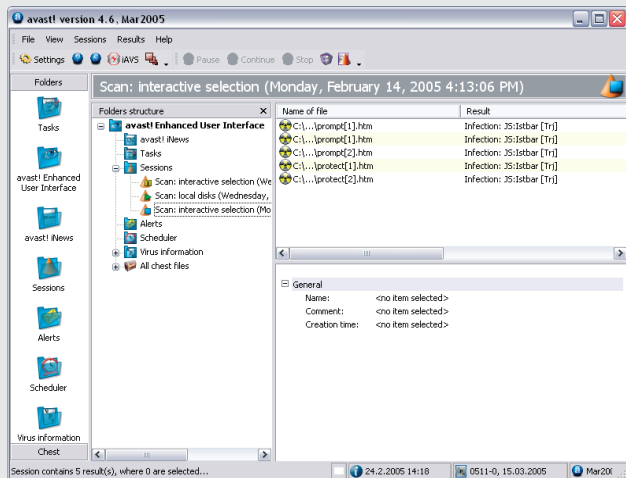 avast! version 4.6, Mar2005
File View Sessions Results Help
Settings iAVS Pause Continue Stop
Folders
Tasks
avast! Enhanced
User Interface
avast! iNews
Sessions
Alerts
Scheduler
Virus information
Chest
Scan: interactive selection (Monday, February 14, 2005 4:13:06 PM)
Folders structure
avast! Enhanced User Interface
avast! iNews
Tasks
Sessions
Scan: interactive selection (We
Scan: local disks (Wednesday,
Scan: interactive selection (Mo
Alerts
Scheduler
Virus information
All chest files
Name of file Result
C:\...\prompt[1].htm Infection: JS:Istbar [Trj]
C:\...\prompt[1].htm Infection: JS:Istbar [Trj]
C:\...\prompt[2].htm Infection: JS:Istbar [Trj]
C:\...\protect[1].htm Infection: JS:Istbar [Trj]
C:\...\protect[2].htm Infection: JS:Istbar [Trj]
General
Name: <no item selected>
Comment: <no item selected>
Creation time: <no item selected>
Session contains 5 result(s), where 0 are selected... 24.2.2005 14:18 0511-0, 15.03.2005 Mar200